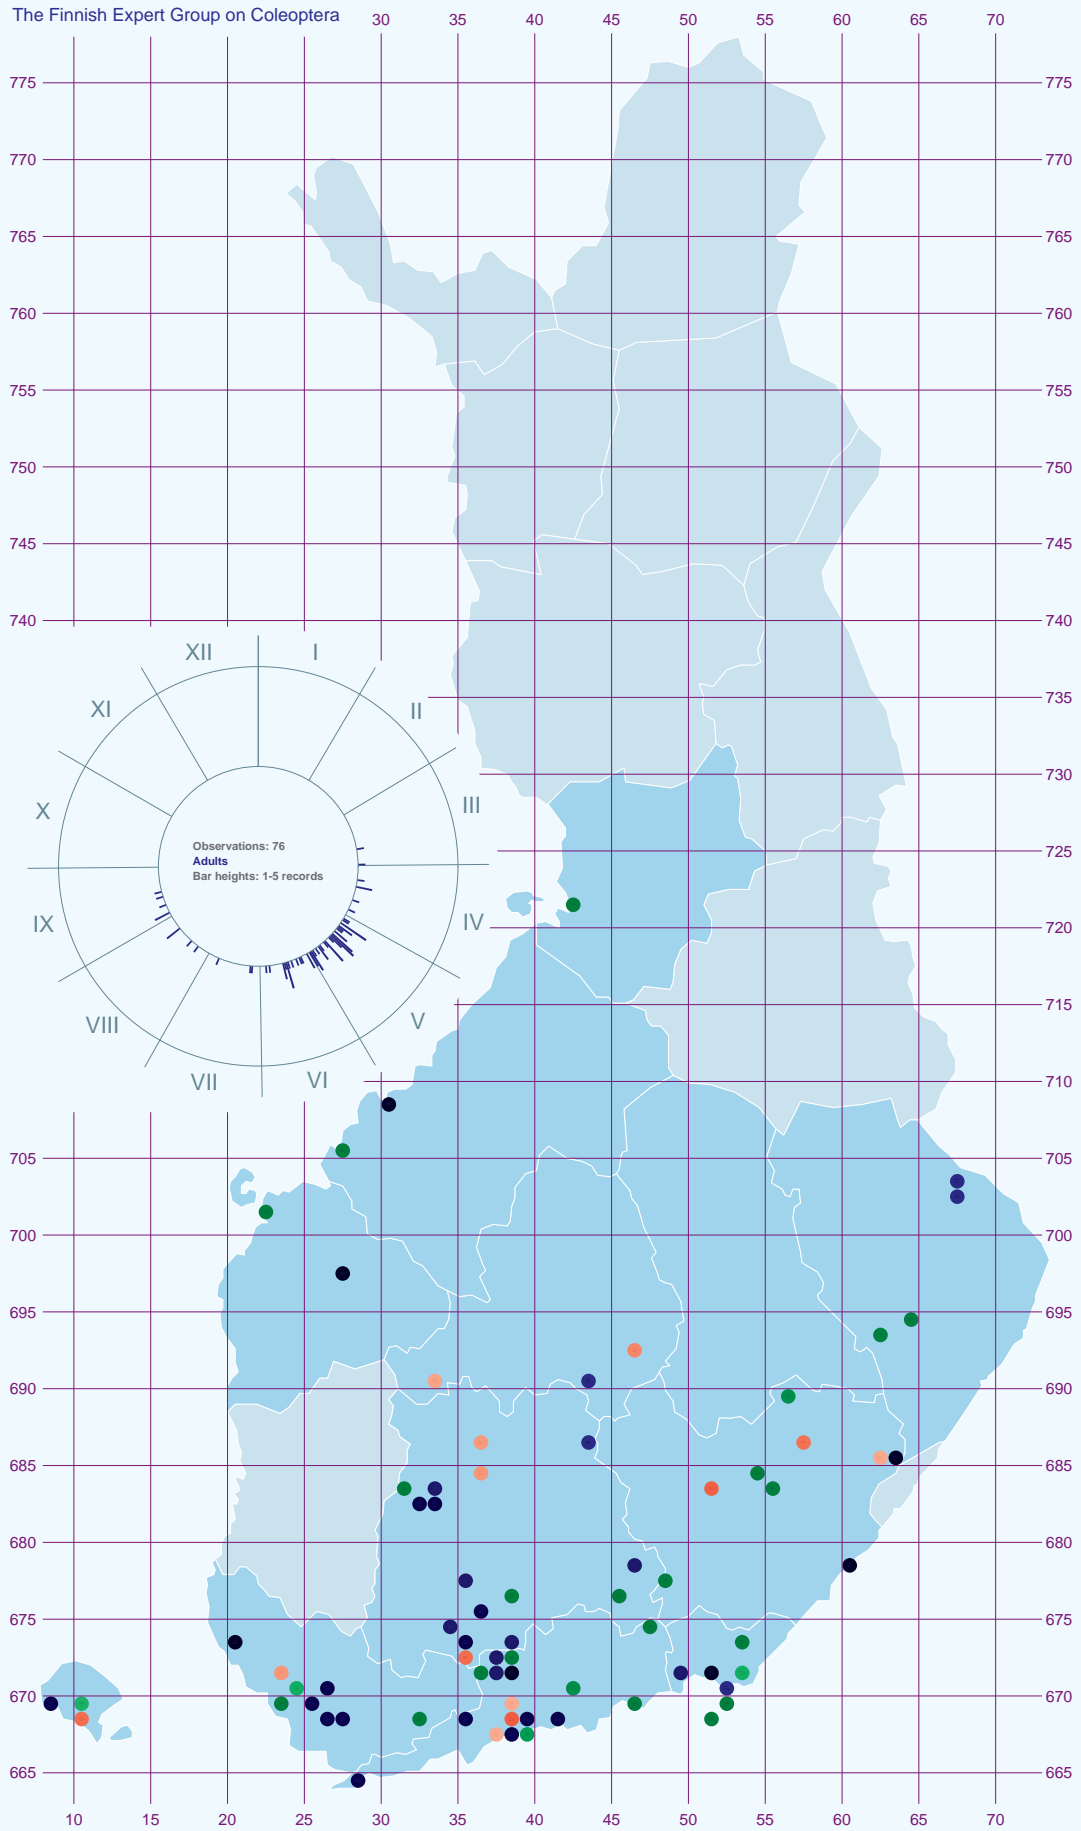 The Finnish Expert Group on Coleoptera
30 35 40 45 50 55 60 65 70
775 775
770 770
765 765
760 760
755 755
750 750
745 745
740 740
735
730
725
720
715
710
705 705
700 700
695 695
690 690
685 685
680 680
675 675
670 670
665 665
XII I
XI II
X III
IX IV
VIII V
VII VI
Observations: 76
Adults
Bar heights: 1-5 records
10 15 20 25 30 35 40 45 50 55 60 65 70